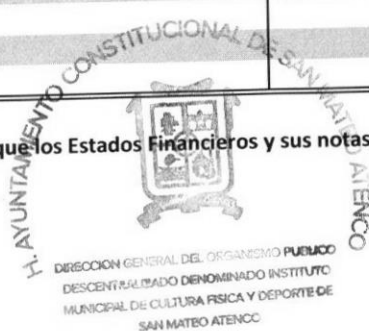 H. AYUNTAMIENTO CONSTITUCIONAL DE SAN MATEO ATENCO
que los Estados Financieros y sus notas
DIRECCION GENERAL DEL ORGANISMO PUBLICO
DESCENTRALIZADO DENOMINADO INSTITUTO
MUNICIPAL DE CULTURA FISICA Y DEPORTE DE
SAN MATEO ATENCO